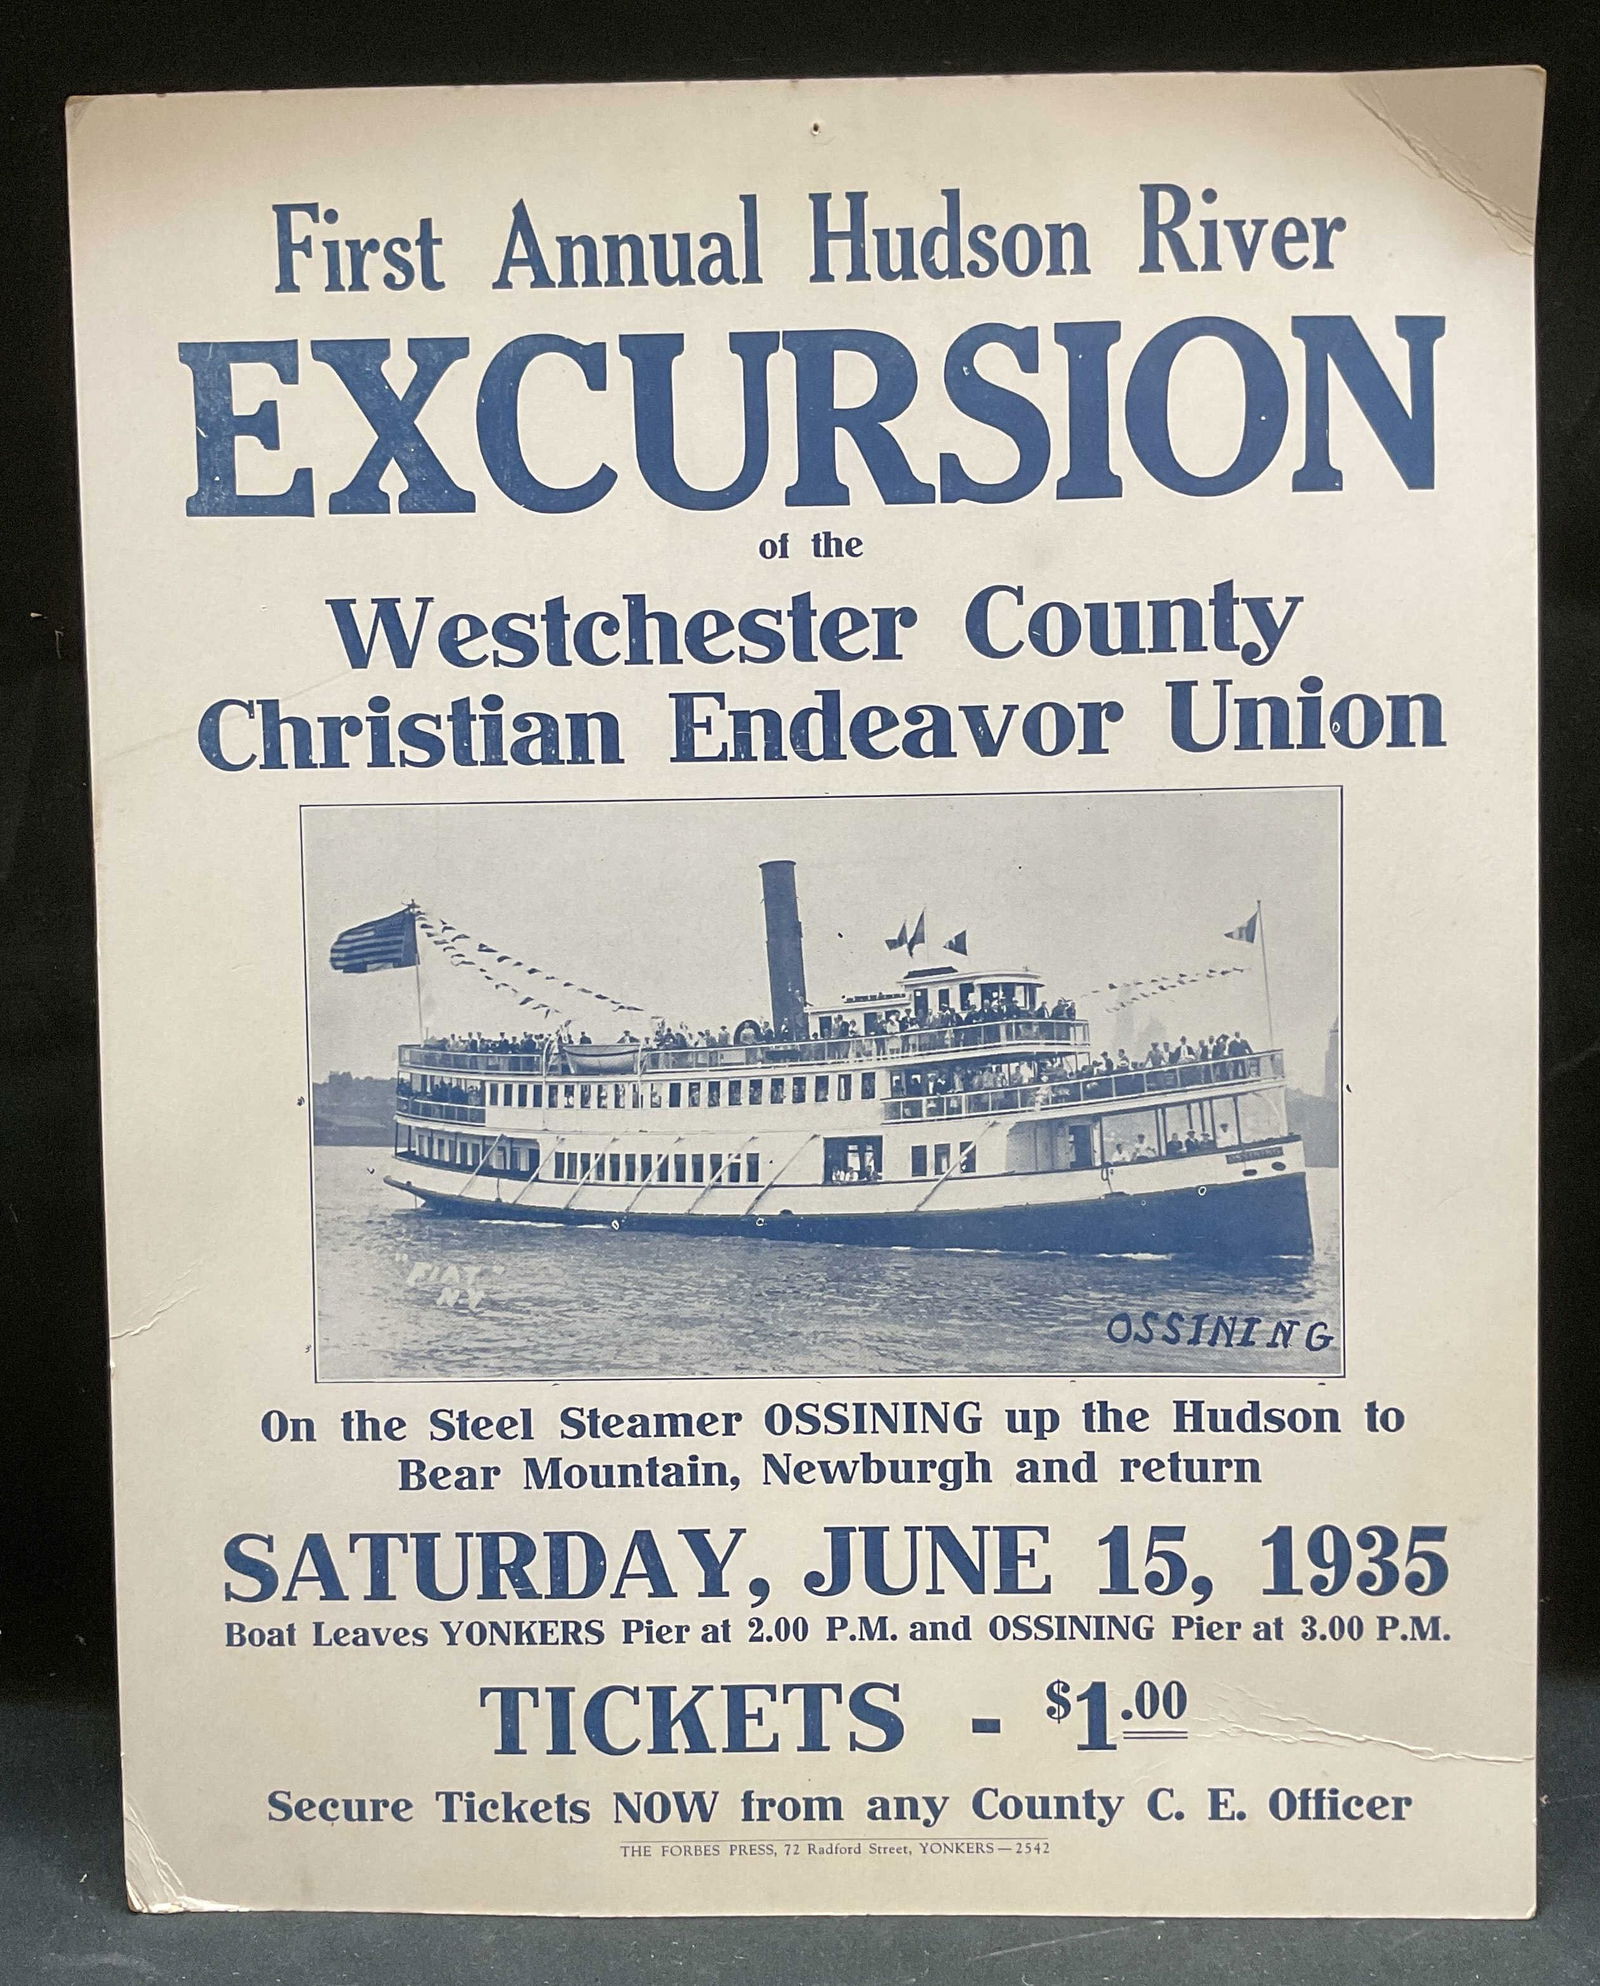 First Annual Hudson River
EXCURSION
of the
Westchester County
Christian Endeavor Union
OSSINING
"FIAT"
N.Y.
OSSINING
On the Steel Steamer OSSINING up the Hudson to
Bear Mountain, Newburgh and return
SATURDAY, JUNE 15, 1935
Boat Leaves YONKERS Pier at 2.00 P.M. and OSSINING Pier at 3.00 P.M.
TICKETS - $1.00
Secure Tickets NOW from any County C. E. Officer
THE FORBES PRESS, 72 Radford Street, YONKERS—2542